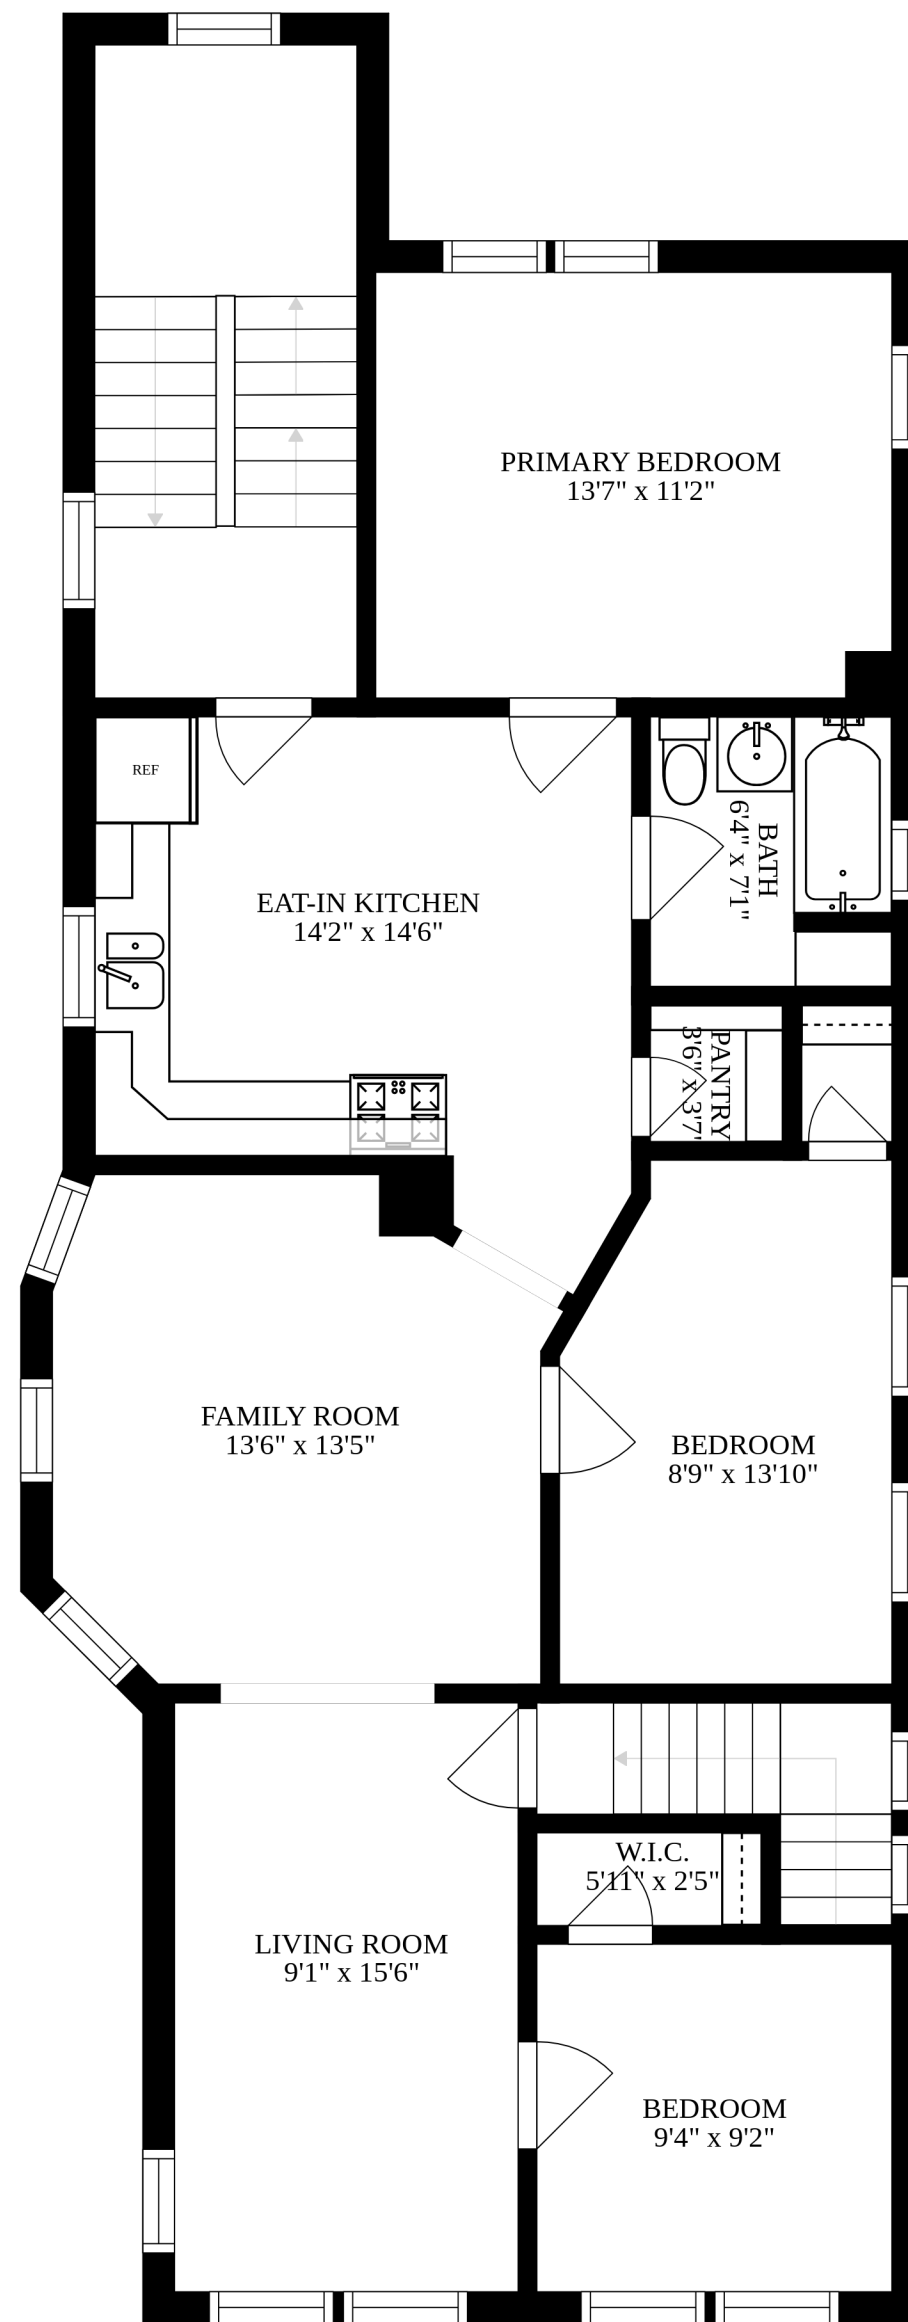 PRIMARY BEDROOM
13'7" x 11'2"
REF
BATH
6'4" x 7'1"
EAT-IN KITCHEN
14'2" x 14'6"
PANTRY
3'6" x 3'7"
FAMILY ROOM
13'6" x 13'5"
BEDROOM
8'9" x 13'10"
W.I.C.
5'11" x 2'5"
LIVING ROOM
9'1" x 15'6"
BEDROOM
9'4" x 9'2"